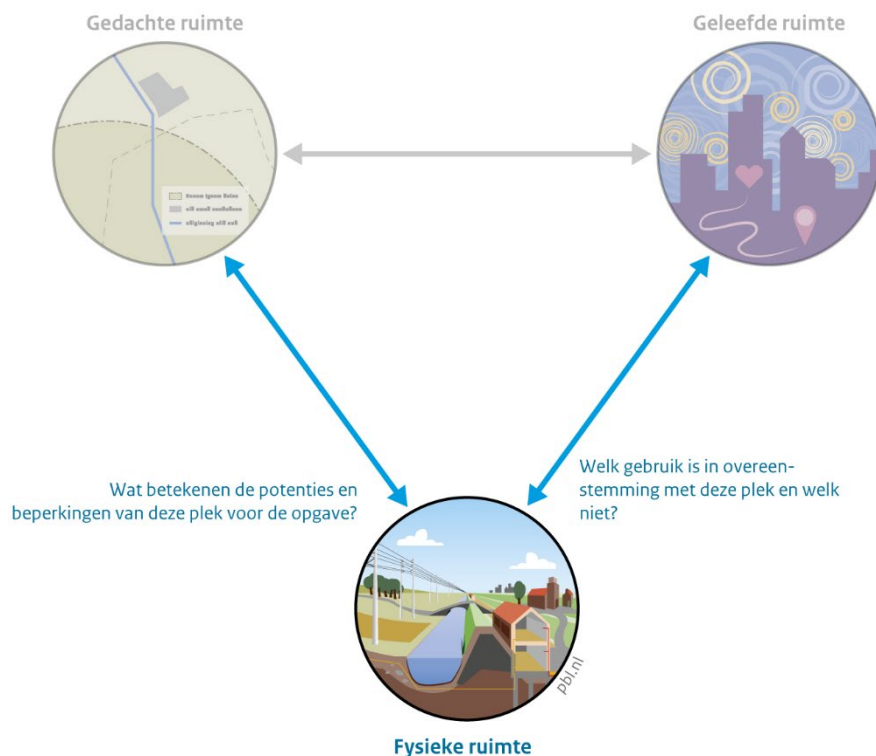 Gedachte ruimte
Geleefde ruimte
Wat betekenen de potenties en
beperkingen van deze plek voor de opgave?
Welk gebruik is in overeen-
stemming met deze plek en welk
niet?
pbl.nl
Fysieke ruimte